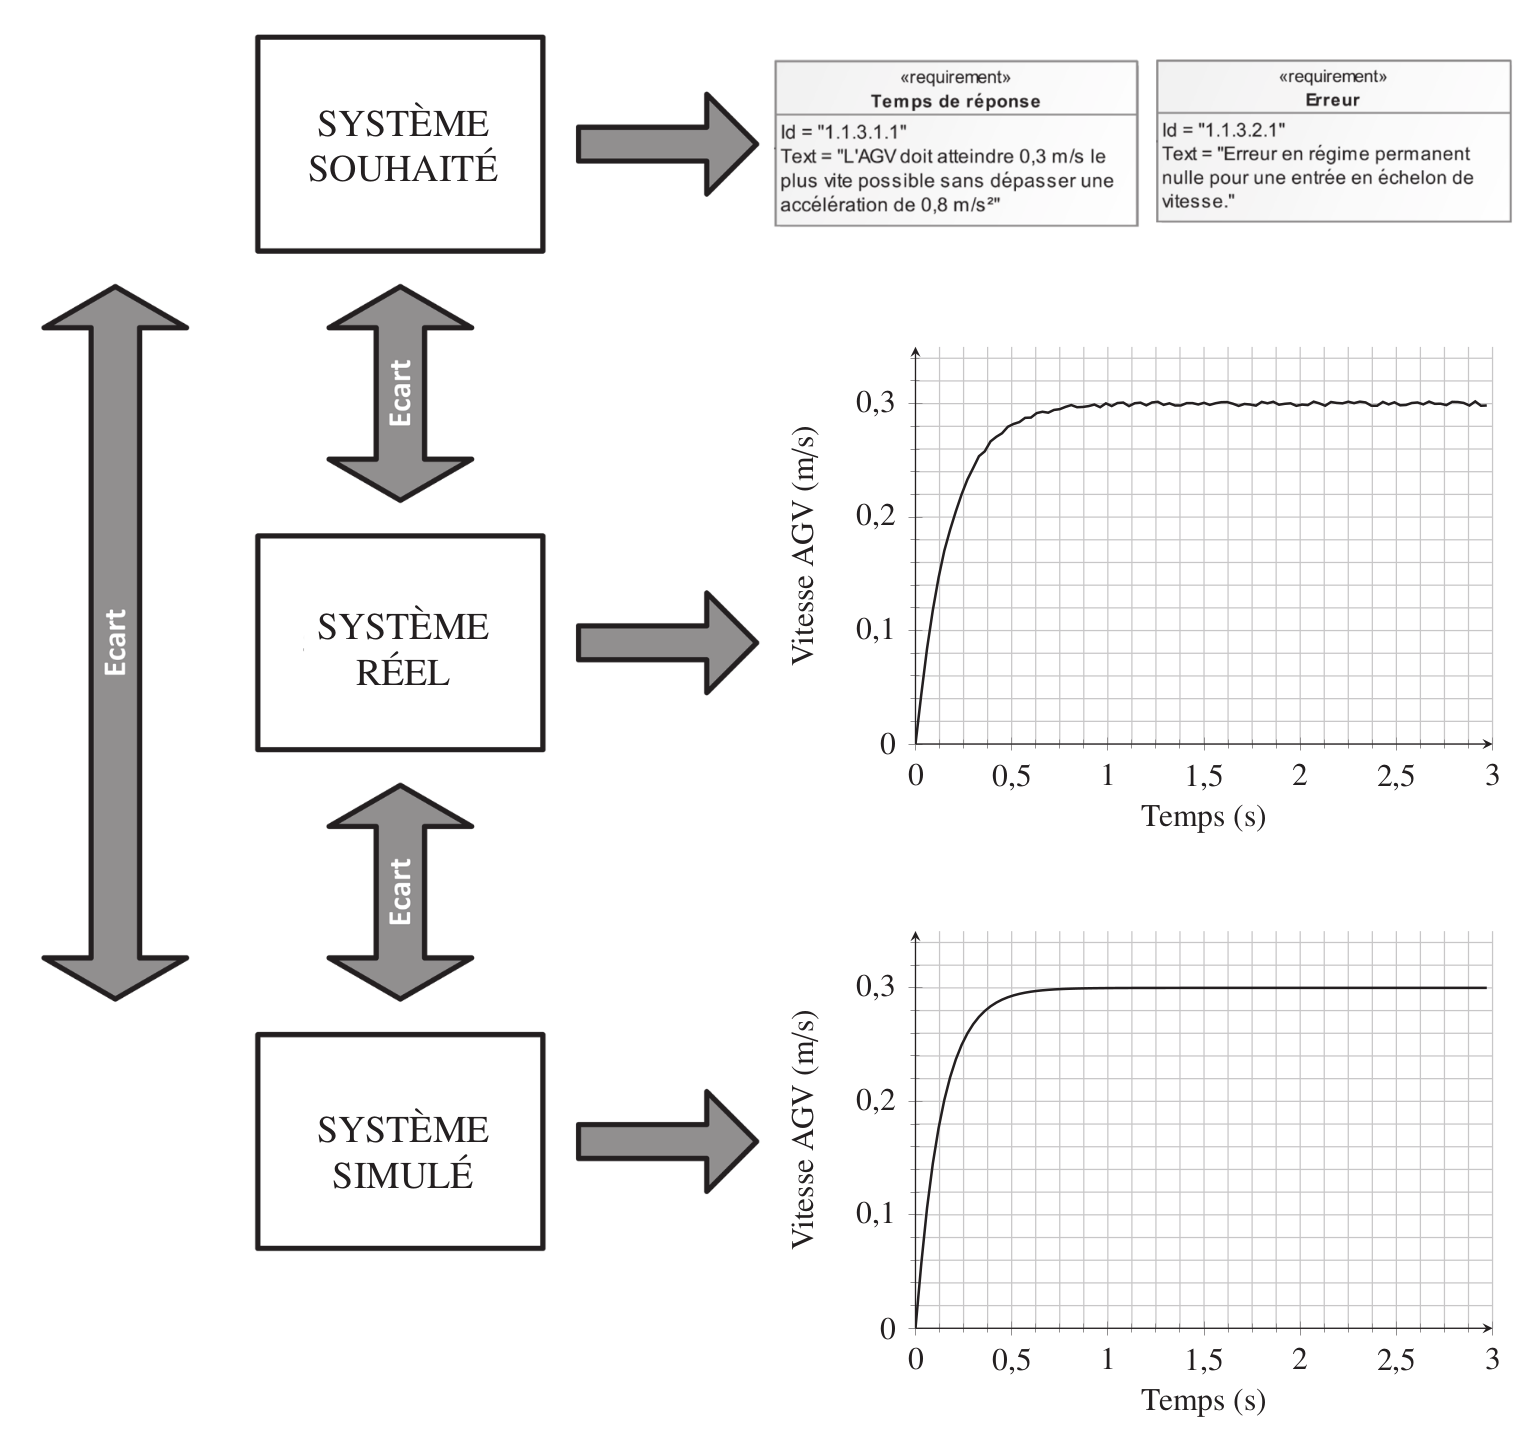 SYSTÈME
SOUHAITÉ
«requirement»
Temps de réponse
Id = "1.1.3.1.1"
Text = "L'AGV doit atteindre 0,3 m/s le
plus vite possible sans dépasser une
accélération de 0,8 m/s²"
«requirement»
Erreur
Id = "1.1.3.2.1"
Text = "Erreur en régime permanent
nulle pour une entrée en échelon de
vitesse."
Ecart
Ecart
SYSTÈME
RÉEL
Vitesse AGV (m/s)
0,3
0,2
0,1
0
0 0,5 1 1,5 2 2,5 3
Temps (s)
Ecart
SYSTÈME
SIMULÉ
Vitesse AGV (m/s)
0,3
0,2
0,1
0
0 0,5 1 1,5 2 2,5 3
Temps (s)